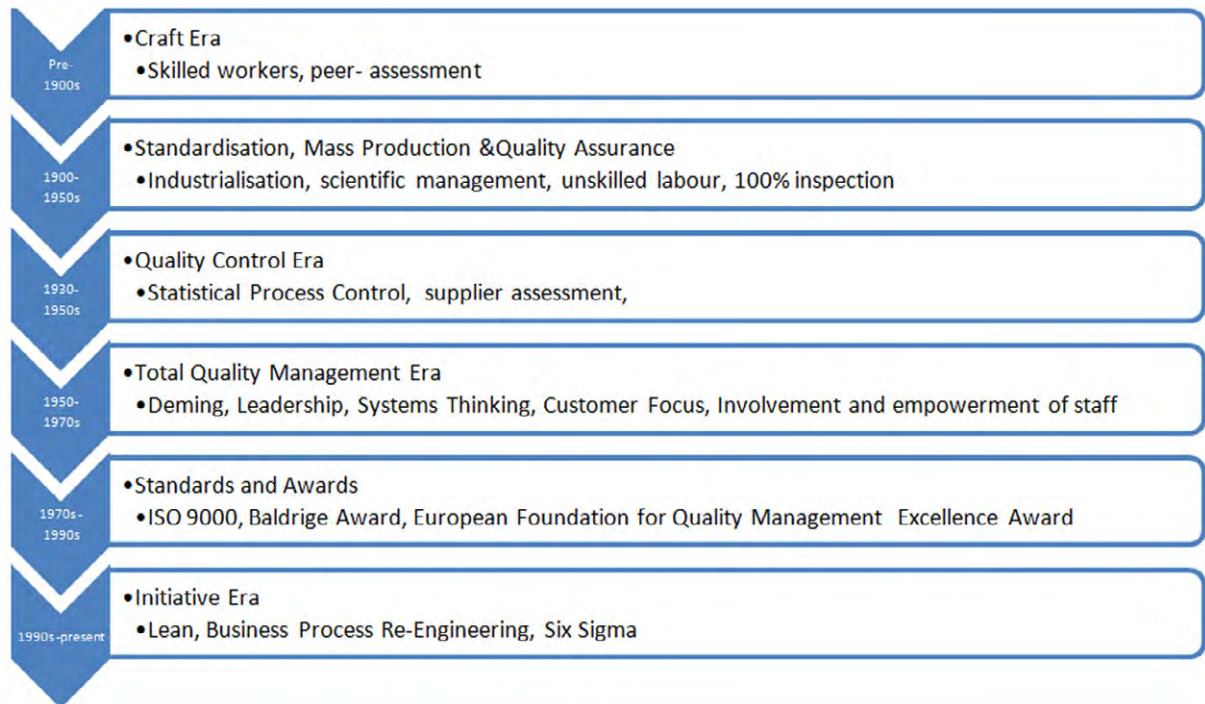 Pre-
1900s
•Craft Era
•Skilled workers, peer- assessment
1900-
1950s
•Standardisation, Mass Production &Quality Assurance
•Industrialisation, scientific management, unskilled labour, 100% inspection
1930-
1950s
•Quality Control Era
•Statistical Process Control, supplier assessment,
1950-
1970s
•Total Quality Management Era
•Deming, Leadership, Systems Thinking, Customer Focus, Involvement and empowerment of staff
1970s-
1990s
•Standards and Awards
•ISO 9000, Baldrige Award, European Foundation for Quality Management Excellence Award
1990s-present
•Initiative Era
•Lean, Business Process Re-Engineering, Six Sigma